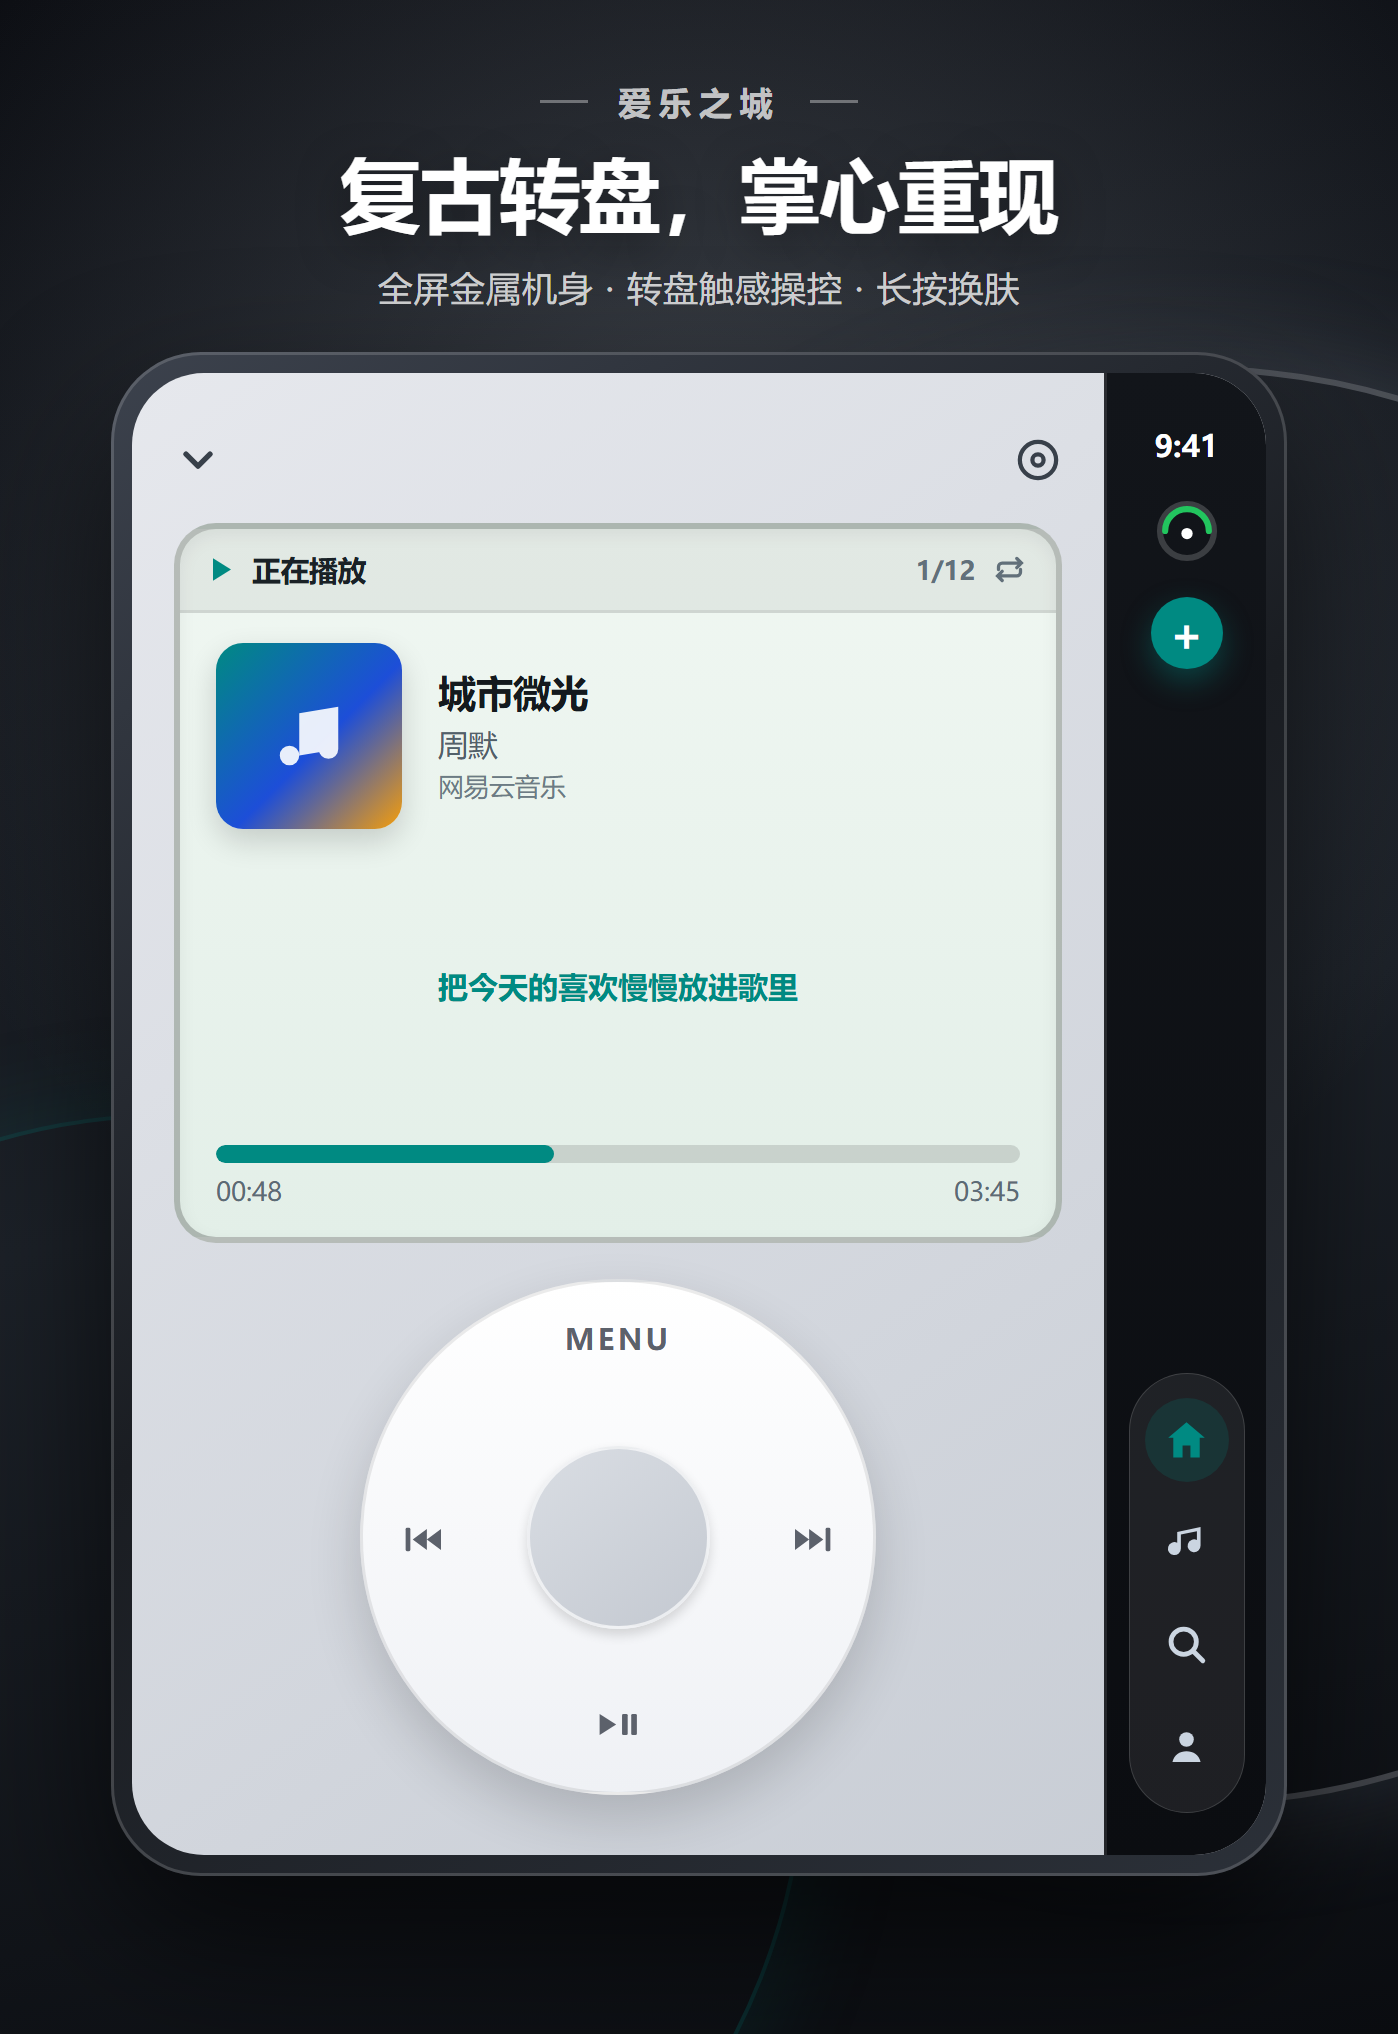 爱乐之城
复古转盘，掌心重现
全屏金属机身 · 转盘触感操控 · 长按换肤
9:41
正在播放
1/12
城市微光
周默
网易云音乐
把今天的喜欢慢慢放进歌里
00:48
03:45
MENU